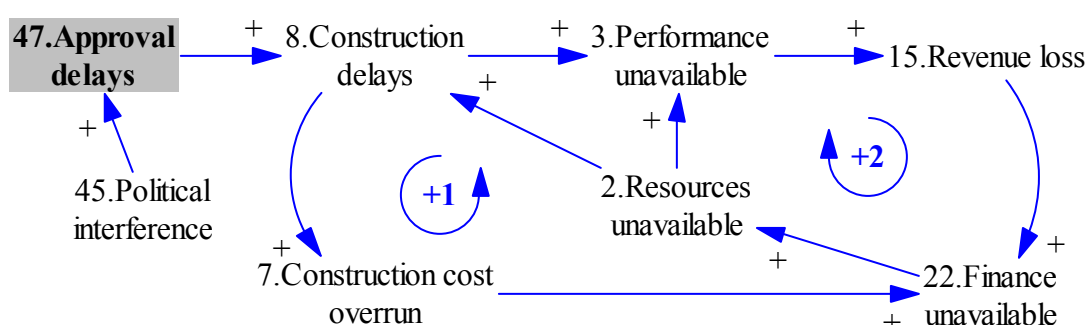 47.Approval
delays
+
8.Construction
delays
+
3.Performance
unavailable
+
15.Revenue loss
+
+
+
45.Political
interference
+1
2.Resources
unavailable
+2
+
7.Construction cost
overrun
+
+
22.Finance
unavailable
+